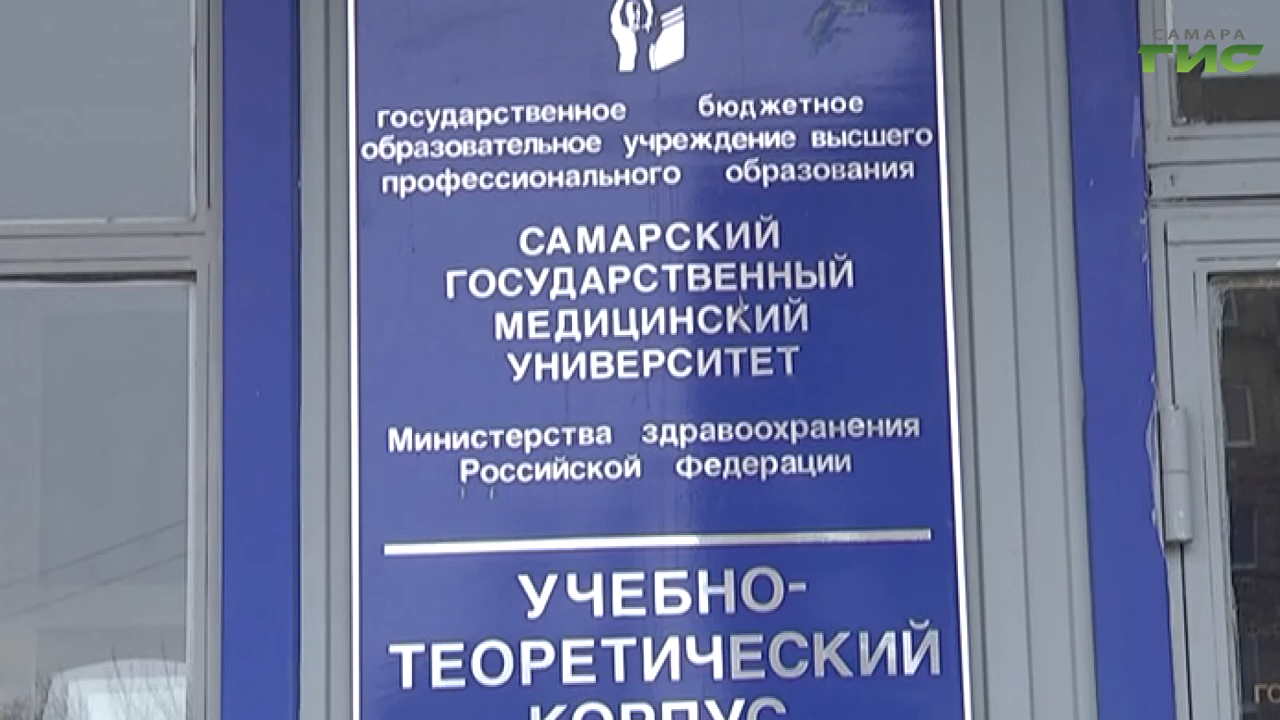 САМАРА
ГИС
государственное бюджетное
образовательное учреждение высшего
профессионального образования
САМАРСКИЙ
ГОСУДАРСТВЕННЫЙ
МЕДИЦИНСКИЙ
УНИВЕРСИТЕТ
Министерства здравоохранения
Российской Федерации
УЧЕБНО-
ТЕОРЕТИЧЕСКИЙ
КОРПУС